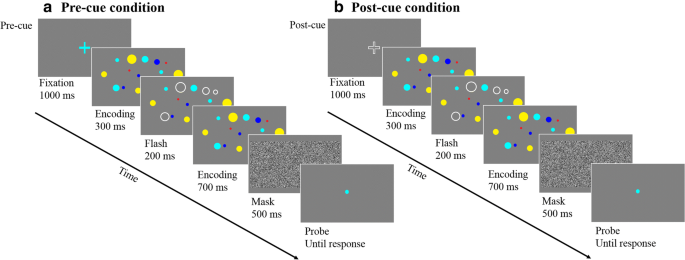 a Pre-cue condition
Pre-cue
Fixation
1000 ms
Encoding
300 ms
Flash
200 ms
Encoding
700 ms
Mask
500 ms
Probe
Until response
Time
b Post-cue condition
Post-cue
Fixation
1000 ms
Encoding
300 ms
Flash
200 ms
Encoding
700 ms
Mask
500 ms
Probe
Until response
Time